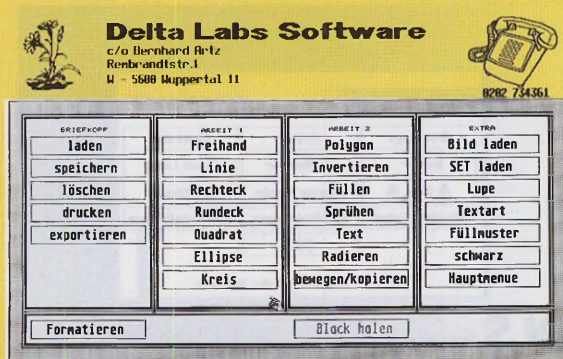 Delta Labs Software
c/o Bernhard Artz
Rembrandtstr.1
W - 5600 Wuppertal 11
0202 734361
BRIEFKOPF
laden
speichern
löschen
drucken
exportieren
ARBEIT 1
Freihand
Linie
Rechteck
Rundeck
Quadrat
Ellipse
Kreis
ARBEIT 2
Polygon
Invertieren
Füllen
Sprühen
Text
Radieren
bewegen/kopieren
EXTRA
Bild laden
SET laden
Lupe
Textart
Füllmuster
schwarz
Hauptmenue
Formatieren
Block holen